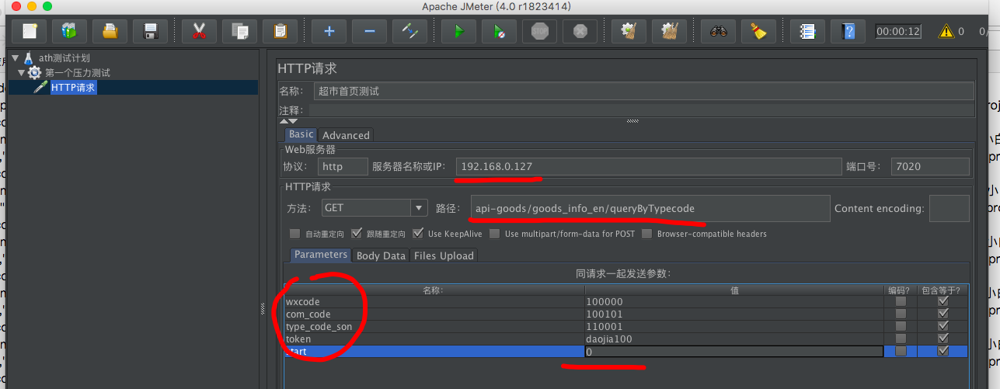 Apache JMeter (4.0 r1823414)
STOP
00:00:12
0
0/
ath测试计划
第一个压力测试
HTTP请求
HTTP请求
名称: 超市首页测试
注释:
Basic Advanced
Web服务器
协议: http 服务器名称或IP: 192.168.0.127 端口号: 7020
HTTP请求
方法: GET 路径: api-goods/goods_info_en/queryByTypecode Content encoding:
自动重定向 跟随重定向 Use KeepAlive Use multipart/form-data for POST Browser-compatible headers
Parameters Body Data Files Upload
同请求一起发送参数:
名称: 值 编码? 包含等于?
wxcode 100000
com_code 100101
type_code_son 110001
token daojia100
start 0